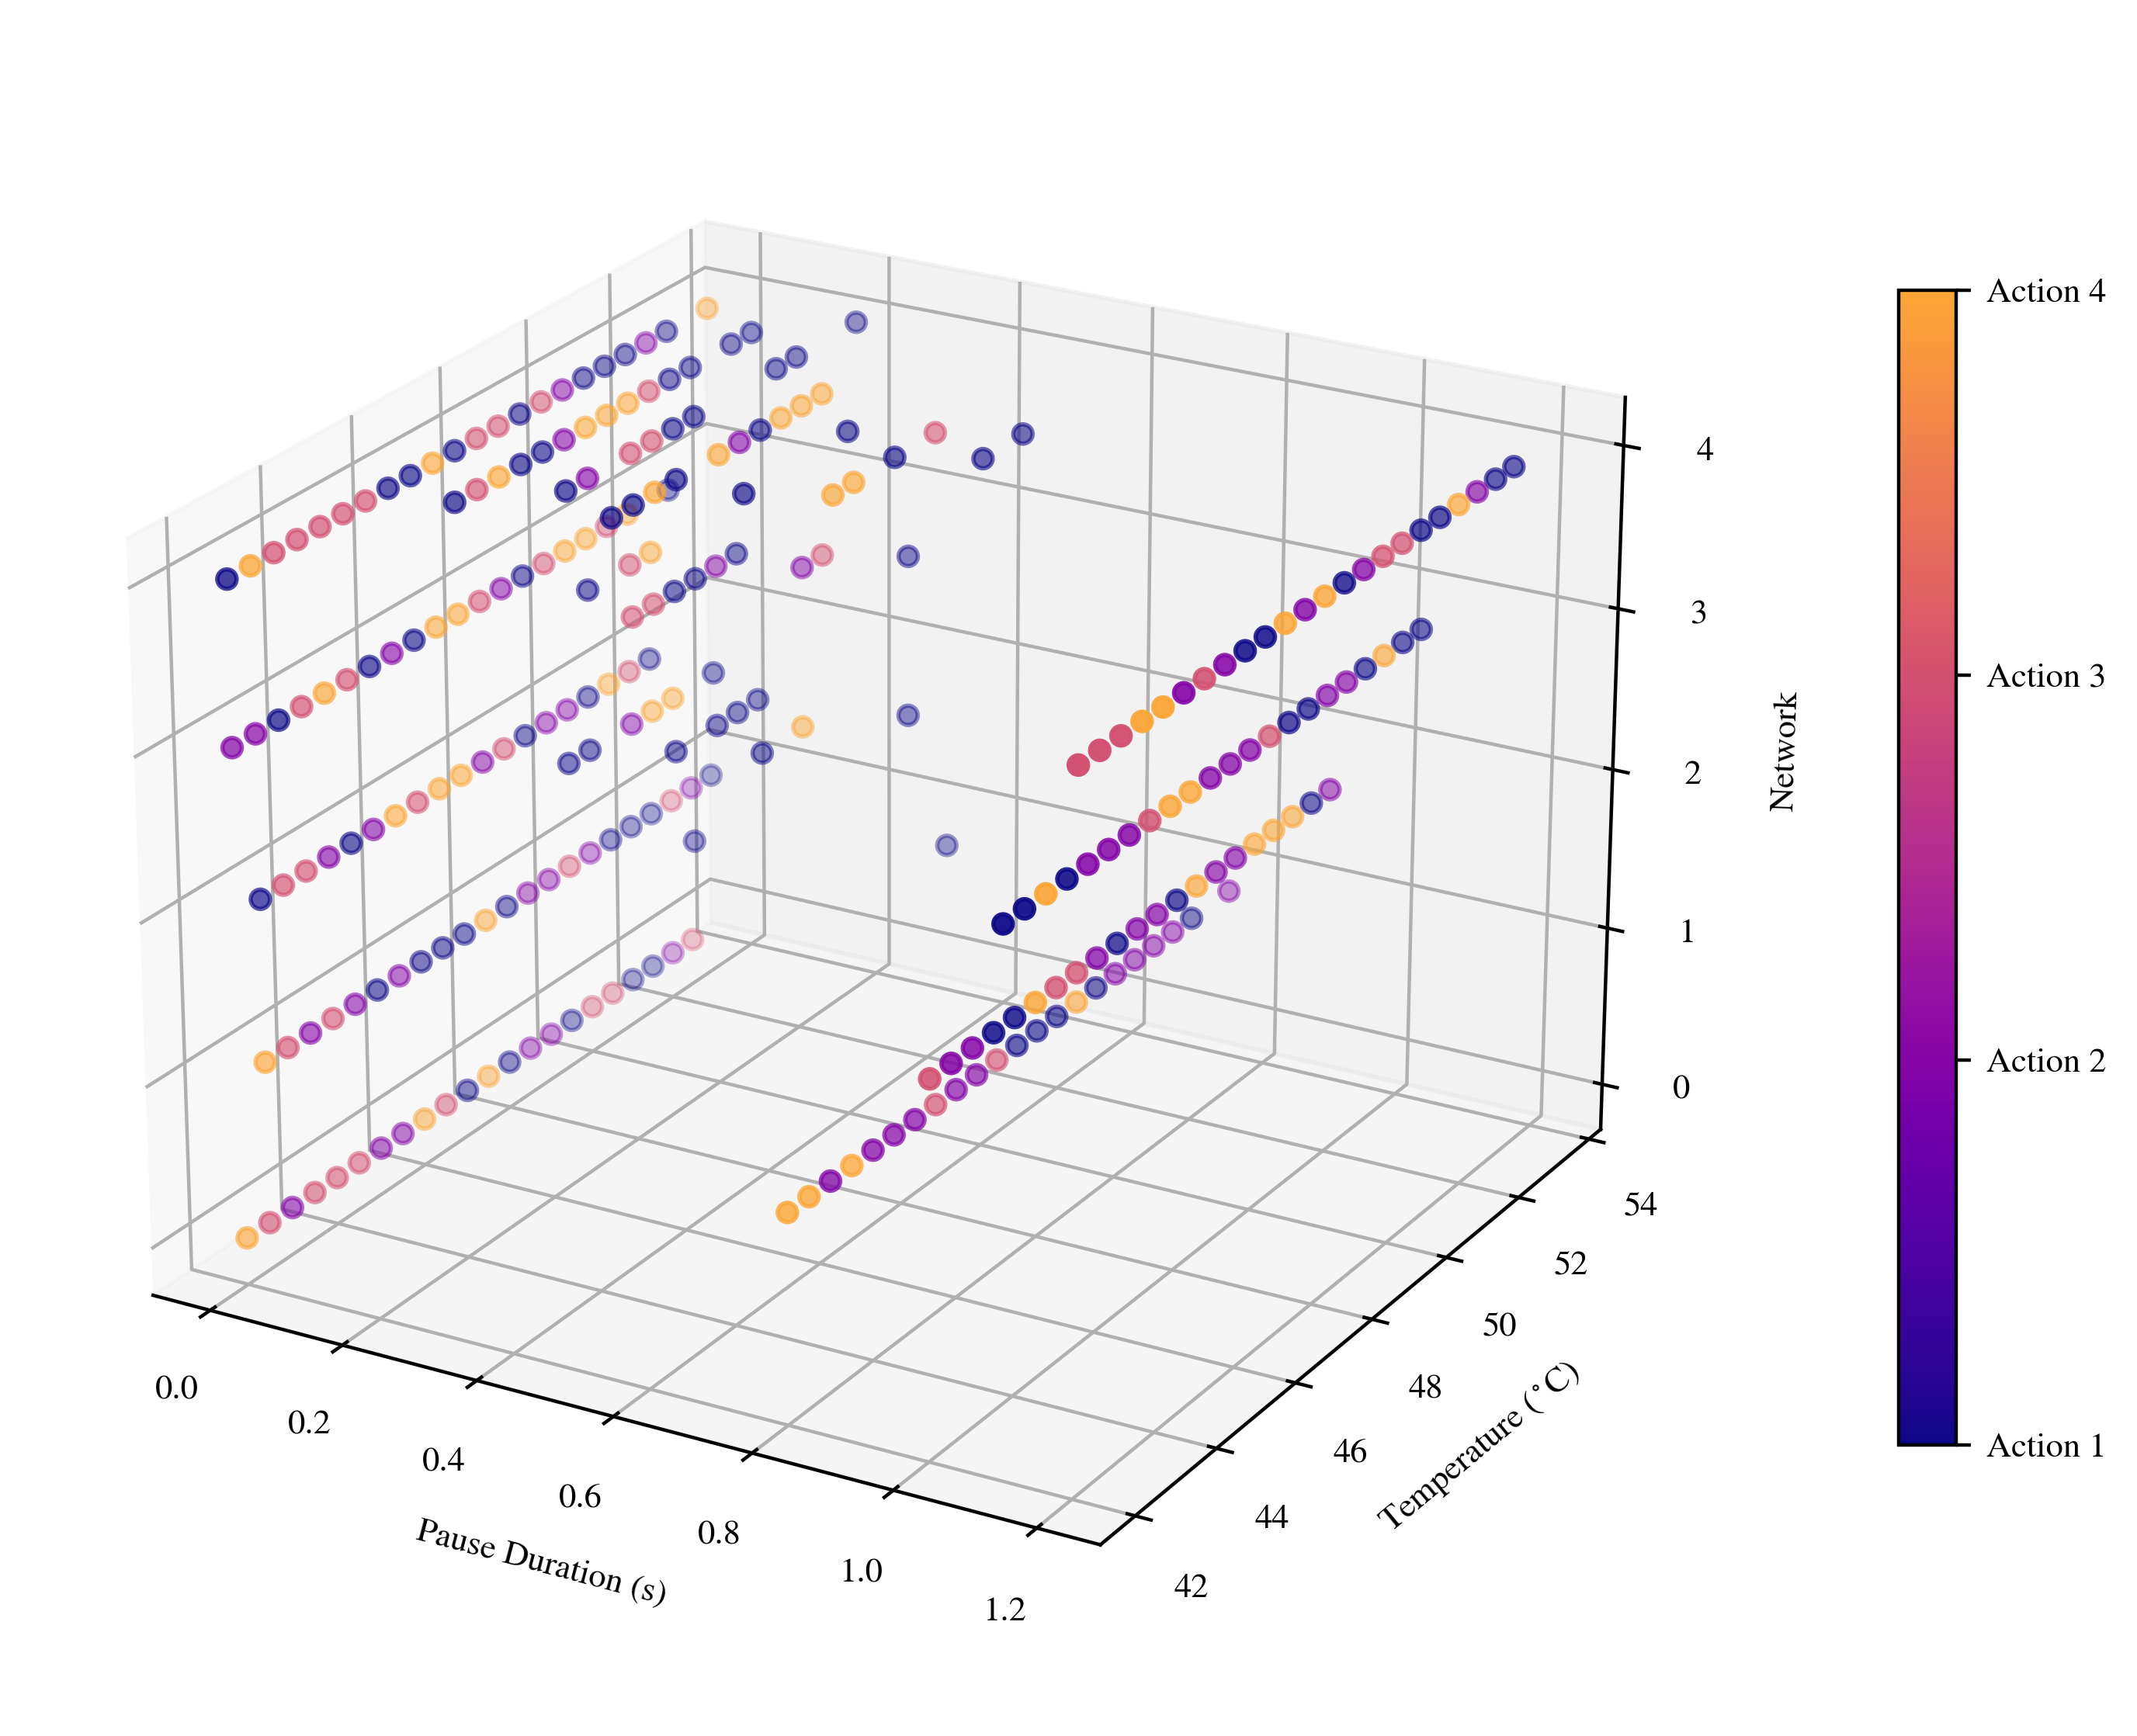 Action 4
Action 3
Action 2
Action 1
4
3
2
1
0
Network
54
52
50
48
46
44
42
Temperature (°C)
0.0
0.2
0.4
0.6
0.8
1.0
1.2
Pause Duration (s)